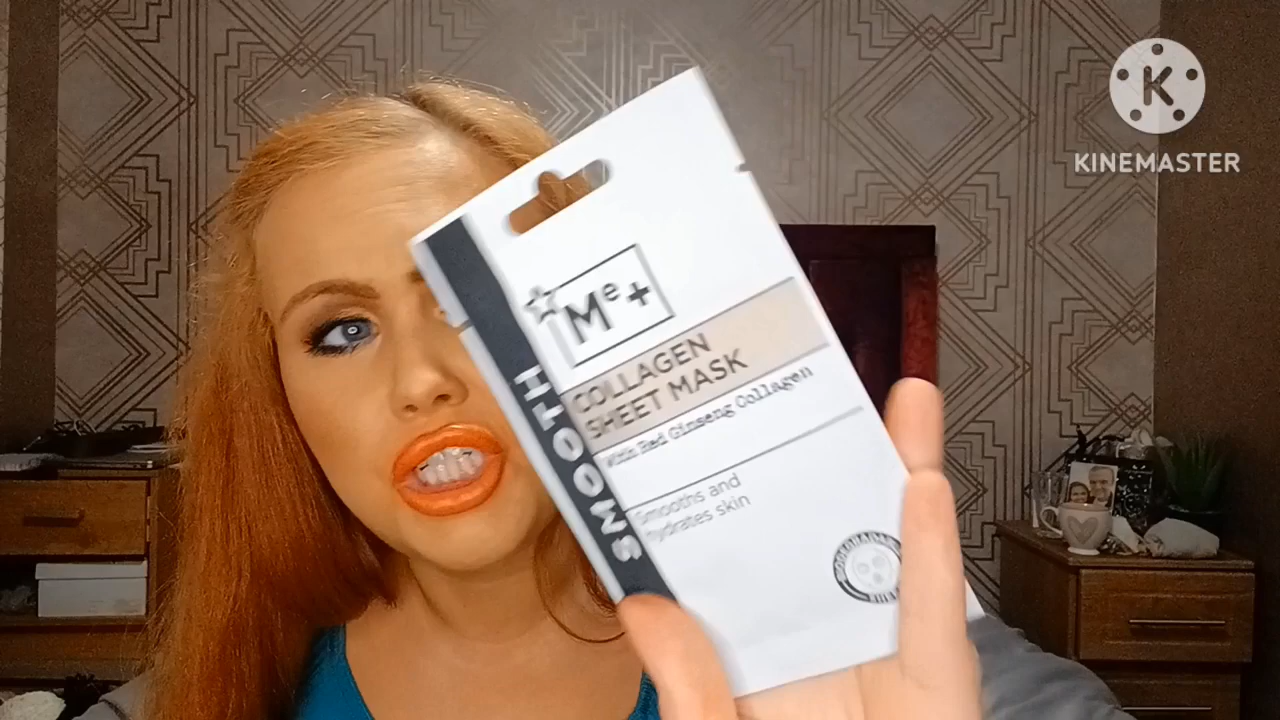 K
KINEMASTER
Me+
COLLAGEN
SHEET MASK
With Red Ginseng Collagen
Smooths and
hydrates skin
SMOOTH